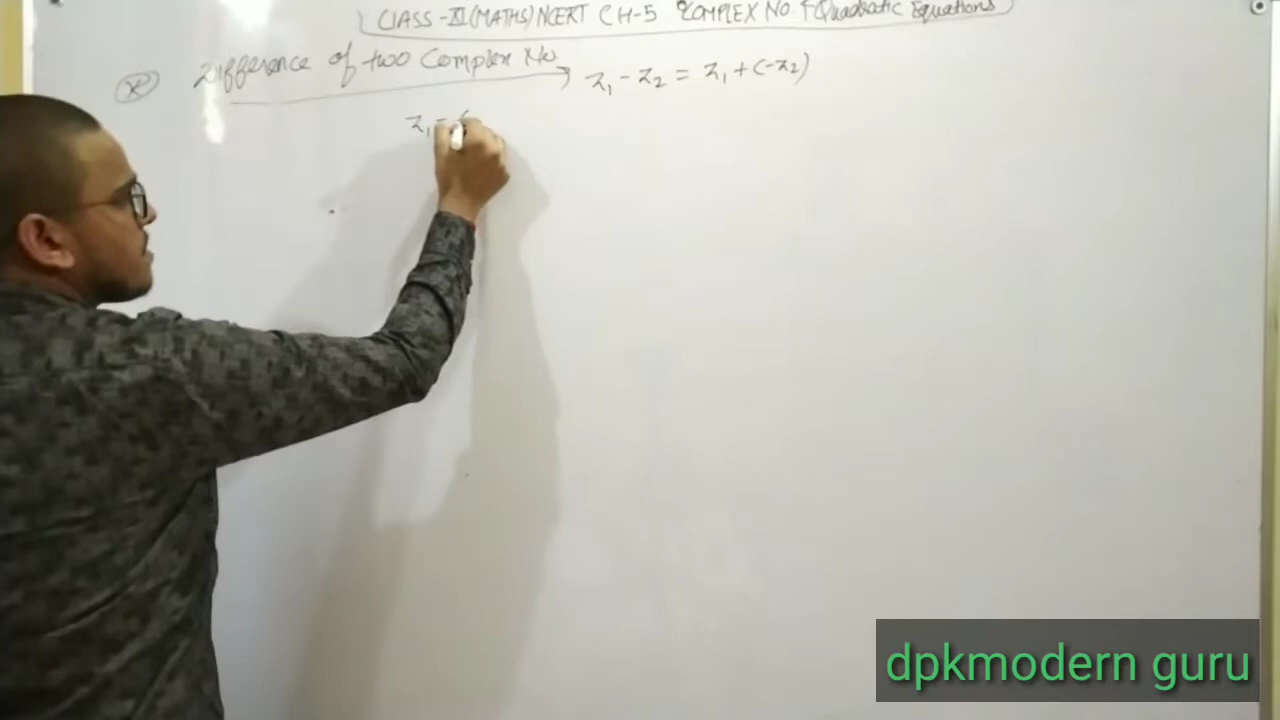 CLASS-XI (MATHS) NCERT CH-5 COMPLEX NO & Quadratic Equations
* Difference of two Complex No z₁ - z₂ = z₁ + (-z₂)
z₁ =
dpkmodern guru